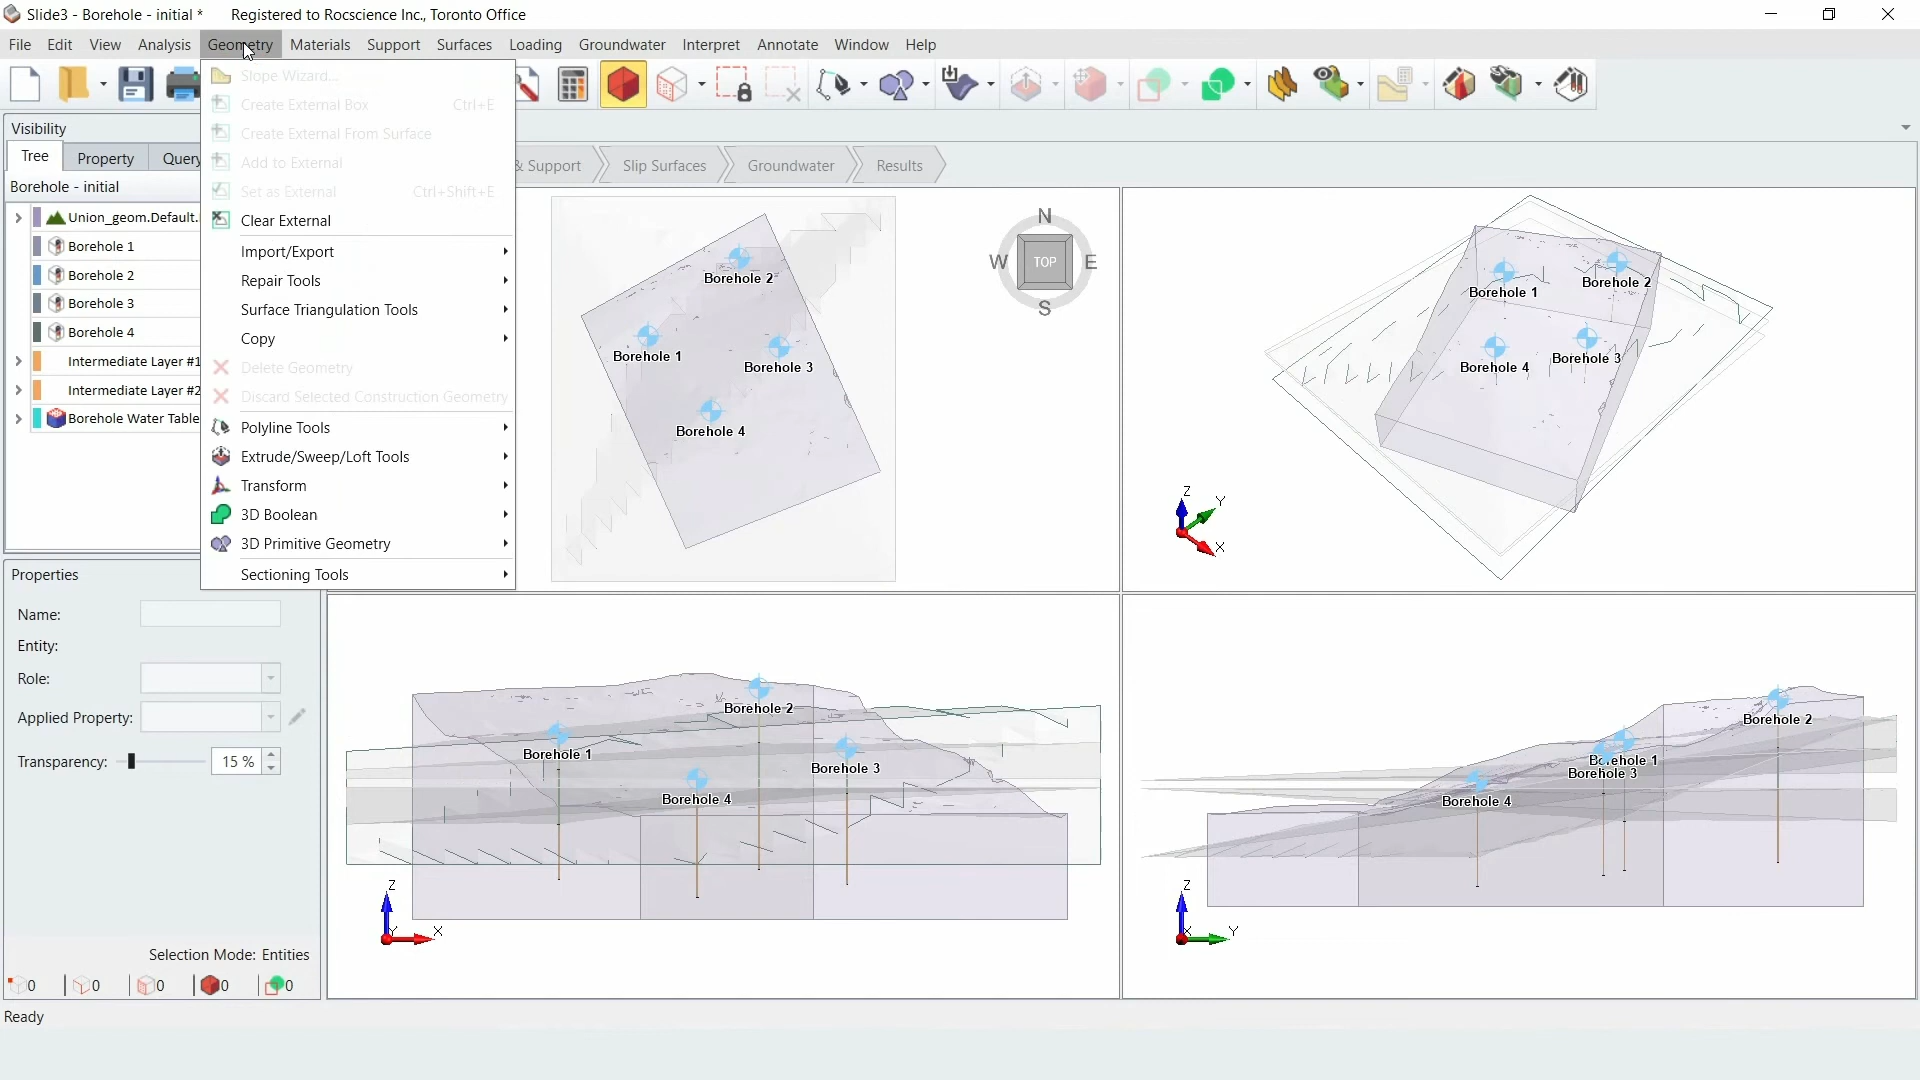 Slide3 - Borehole - initial * Registered to Rocscience Inc., Toronto Office
File Edit View Analysis Geometry Materials Support Surfaces Loading Groundwater Interpret Annotate Window Help
Slope Wizard...
Create External Box Ctrl+E
Create External From Surface
Add to External
Set as External Ctrl+Shift+E
Clear External
Import/Export
Repair Tools
Surface Triangulation Tools
Copy
Delete Geometry
Discard Selected Construction Geometry
Polyline Tools
Extrude/Sweep/Loft Tools
Transform
3D Boolean
3D Primitive Geometry
Sectioning Tools
Visibility
Tree Property Query
Borehole - initial
Union_geom.Default.
Borehole 1
Borehole 2
Borehole 3
Borehole 4
Intermediate Layer #1
Intermediate Layer #2
Borehole Water Table
& Support Slip Surfaces Groundwater Results
Borehole 2
Borehole 1
Borehole 3
Borehole 4
N
W TOP E
S
Borehole 1
Borehole 2
Borehole 4
Borehole 3
Z
Y
X
Properties
Name:
Entity:
Role:
Applied Property:
Transparency: 15 %
Selection Mode: Entities
0 0 0 0 0
Borehole 2
Borehole 1
Borehole 3
Borehole 4
Z
Y X
Borehole 2
Borehole 1
Borehole 3
Borehole 4
Z
X Y
Ready